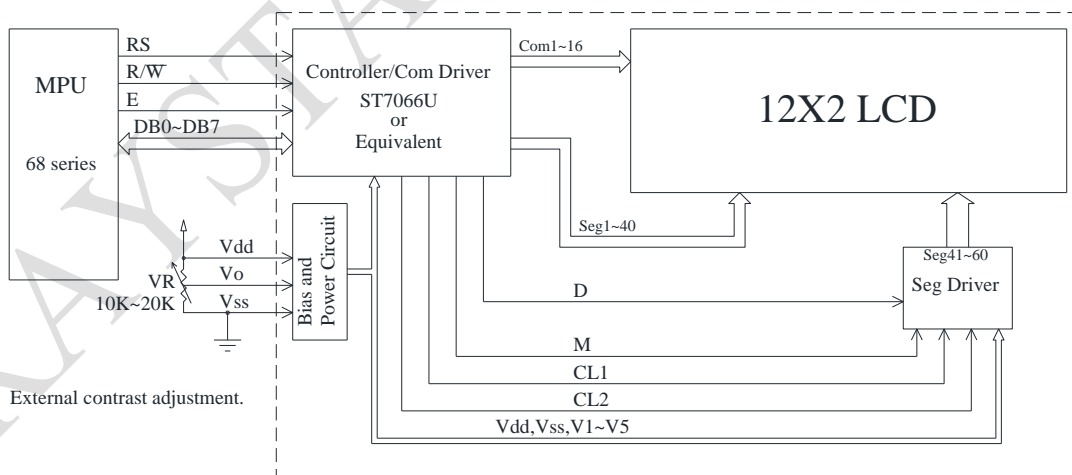 MPU
68 series
RS
R/W̅
E
DB0~DB7
Controller/Com Driver
ST7066U
or
Equivalent
Com1~16
12X2 LCD
Seg1~40
Seg41~60
Seg Driver
Vdd
Vo
Vss
VR
10K~20K
Bias and
Power Circuit
D
M
CL1
CL2
Vdd,Vss,V1~V5
External contrast adjustment.